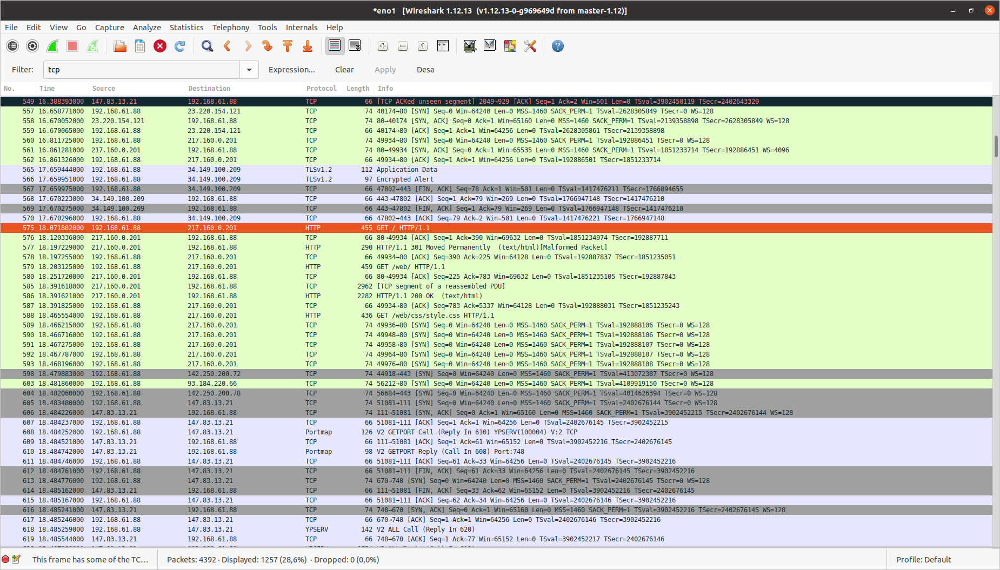 *eno1 [Wireshark 1.12.13 (v1.12.13-0-g969649d from master-1.12)]
File Edit View Go Capture Analyze Statistics Telephony Tools Internals Help
Filter: tcp Expression... Clear Apply Desa
No. Time Source Destination Protocol Length Info
549 16.388393000 147.83.13.21 192.168.61.88 TCP 66 [TCP ACKed unseen segment] 2049→929 [ACK] Seq=1 Ack=2 Win=501 Len=0 TSval=3902450119 TSecr=2402643329
557 16.658771000 192.168.61.88 23.220.154.121 TCP 74 40174→80 [SYN] Seq=0 Win=64240 Len=0 MSS=1460 SACK_PERM=1 TSval=2628305849 TSecr=0 WS=128
558 16.670052000 23.220.154.121 192.168.61.88 TCP 74 80→40174 [SYN, ACK] Seq=0 Ack=1 Win=65160 Len=0 MSS=1460 SACK_PERM=1 TSval=2139358898 TSecr=2628305849 WS=128
559 16.670065000 192.168.61.88 23.220.154.121 TCP 66 40174→80 [ACK] Seq=1 Ack=1 Win=64256 Len=0 TSval=2628305861 TSecr=2139358898
560 16.811725000 192.168.61.88 217.160.0.201 TCP 74 49934→80 [SYN] Seq=0 Win=64240 Len=0 MSS=1460 SACK_PERM=1 TSval=192886451 TSecr=0 WS=128
561 16.861281000 217.160.0.201 192.168.61.88 TCP 74 80→49934 [SYN, ACK] Seq=0 Ack=1 Win=65535 Len=0 MSS=1460 SACK_PERM=1 TSval=1851233714 TSecr=192886451 WS=4096
562 16.861326000 192.168.61.88 217.160.0.201 TCP 66 49934→80 [ACK] Seq=1 Ack=1 Win=64256 Len=0 TSval=192886501 TSecr=1851233714
565 17.659444000 192.168.61.88 34.149.100.209 TLSv1.2 112 Application Data
566 17.659951000 192.168.61.88 34.149.100.209 TLSv1.2 97 Encrypted Alert
567 17.659975000 192.168.61.88 34.149.100.209 TCP 66 47802→443 [FIN, ACK] Seq=78 Ack=1 Win=501 Len=0 TSval=1417476211 TSecr=1766894655
568 17.670223000 34.149.100.209 192.168.61.88 TCP 66 443→47802 [ACK] Seq=1 Ack=79 Win=269 Len=0 TSval=1766947148 TSecr=1417476210
569 17.670275000 34.149.100.209 192.168.61.88 TCP 66 443→47802 [FIN, ACK] Seq=1 Ack=79 Win=269 Len=0 TSval=1766947148 TSecr=1417476210
570 17.670296000 192.168.61.88 34.149.100.209 TCP 66 47802→443 [ACK] Seq=79 Ack=2 Win=501 Len=0 TSval=1417476221 TSecr=1766947148
575 18.071802000 192.168.61.88 217.160.0.201 HTTP 455 GET / HTTP/1.1
576 18.120336000 217.160.0.201 192.168.61.88 TCP 66 80→49934 [ACK] Seq=1 Ack=390 Win=69632 Len=0 TSval=1851234974 TSecr=192887711
577 18.197229000 217.160.0.201 192.168.61.88 HTTP 290 HTTP/1.1 301 Moved Permanently (text/html)[Malformed Packet]
578 18.197255000 192.168.61.88 217.160.0.201 TCP 66 49934→80 [ACK] Seq=390 Ack=225 Win=64128 Len=0 TSval=192887837 TSecr=1851235051
579 18.203125000 192.168.61.88 217.160.0.201 HTTP 459 GET /web/ HTTP/1.1
580 18.251720000 217.160.0.201 192.168.61.88 TCP 66 80→49934 [ACK] Seq=225 Ack=783 Win=69632 Len=0 TSval=1851235105 TSecr=192887843
585 18.391618000 217.160.0.201 192.168.61.88 TCP 2962 [TCP segment of a reassembled PDU]
586 18.391621000 217.160.0.201 192.168.61.88 HTTP 2282 HTTP/1.1 200 OK (text/html)
587 18.391825000 192.168.61.88 217.160.0.201 TCP 66 49934→80 [ACK] Seq=783 Ack=5337 Win=64128 Len=0 TSval=192888031 TSecr=1851235243
588 18.465554000 192.168.61.88 217.160.0.201 HTTP 436 GET /web/css/style.css HTTP/1.1
589 18.466215000 192.168.61.88 217.160.0.201 TCP 74 49936→80 [SYN] Seq=0 Win=64240 Len=0 MSS=1460 SACK_PERM=1 TSval=192888106 TSecr=0 WS=128
590 18.466716000 192.168.61.88 217.160.0.201 TCP 74 49948→80 [SYN] Seq=0 Win=64240 Len=0 MSS=1460 SACK_PERM=1 TSval=192888106 TSecr=0 WS=128
591 18.467275000 192.168.61.88 217.160.0.201 TCP 74 49958→80 [SYN] Seq=0 Win=64240 Len=0 MSS=1460 SACK_PERM=1 TSval=192888107 TSecr=0 WS=128
592 18.467787000 192.168.61.88 217.160.0.201 TCP 74 49964→80 [SYN] Seq=0 Win=64240 Len=0 MSS=1460 SACK_PERM=1 TSval=192888107 TSecr=0 WS=128
593 18.468196000 192.168.61.88 217.160.0.201 TCP 74 49976→80 [SYN] Seq=0 Win=64240 Len=0 MSS=1460 SACK_PERM=1 TSval=192888108 TSecr=0 WS=128
598 18.479883000 192.168.61.88 142.250.200.72 TCP 74 44918→443 [SYN] Seq=0 Win=64240 Len=0 MSS=1460 SACK_PERM=1 TSval=413072387 TSecr=0 WS=128
603 18.481860000 192.168.61.88 93.184.220.66 TCP 74 56212→80 [SYN] Seq=0 Win=64240 Len=0 MSS=1460 SACK_PERM=1 TSval=4109919150 TSecr=0 WS=128
604 18.482060000 192.168.61.88 142.250.200.78 TCP 74 56684→443 [SYN] Seq=0 Win=64240 Len=0 MSS=1460 SACK_PERM=1 TSval=4014626394 TSecr=0 WS=128
605 18.483480000 192.168.61.88 147.83.13.21 TCP 74 51081→111 [SYN] Seq=0 Win=64240 Len=0 MSS=1460 SACK_PERM=1 TSval=2402676144 TSecr=0 WS=128
606 18.484226000 147.83.13.21 192.168.61.88 TCP 74 111→51081 [SYN, ACK] Seq=0 Ack=1 Win=65160 Len=0 MSS=1460 SACK_PERM=1 TSval=3902452215 TSecr=2402676144 WS=128
607 18.484237000 192.168.61.88 147.83.13.21 TCP 66 51081→111 [ACK] Seq=1 Ack=1 Win=64256 Len=0 TSval=2402676145 TSecr=3902452215
608 18.484252000 192.168.61.88 147.83.13.21 Portmap 126 V2 GETPORT Call (Reply In 610) YPSERV(100004) V:2 TCP
609 18.484521000 147.83.13.21 192.168.61.88 TCP 66 111→51081 [ACK] Seq=1 Ack=61 Win=65152 Len=0 TSval=3902452216 TSecr=2402676145
610 18.484742000 147.83.13.21 192.168.61.88 Portmap 98 V2 GETPORT Reply (Call In 608) Port:748
611 18.484746000 192.168.61.88 147.83.13.21 TCP 66 51081→111 [ACK] Seq=61 Ack=33 Win=64256 Len=0 TSval=2402676145 TSecr=3902452216
612 18.484761000 192.168.61.88 147.83.13.21 TCP 66 51081→111 [FIN, ACK] Seq=61 Ack=33 Win=64256 Len=0 TSval=2402676145 TSecr=3902452216
613 18.484776000 192.168.61.88 147.83.13.21 TCP 74 670→748 [SYN] Seq=0 Win=64240 Len=0 MSS=1460 SACK_PERM=1 TSval=2402676145 TSecr=0 WS=128
614 18.485162000 147.83.13.21 192.168.61.88 TCP 66 111→51081 [FIN, ACK] Seq=33 Ack=62 Win=65152 Len=0 TSval=3902452216 TSecr=2402676145
615 18.485167000 192.168.61.88 147.83.13.21 TCP 66 51081→111 [ACK] Seq=62 Ack=34 Win=64256 Len=0 TSval=2402676146 TSecr=3902452216
616 18.485241000 147.83.13.21 192.168.61.88 TCP 74 748→670 [SYN, ACK] Seq=0 Ack=1 Win=65160 Len=0 MSS=1460 SACK_PERM=1 TSval=3902452216 TSecr=2402676145 WS=128
617 18.485246000 192.168.61.88 147.83.13.21 TCP 66 670→748 [ACK] Seq=1 Ack=1 Win=64256 Len=0 TSval=2402676146 TSecr=3902452216
618 18.485259000 192.168.61.88 147.83.13.21 YPSERV 142 V2 ALL Call (Reply In 620)
619 18.485544000 147.83.13.21 192.168.61.88 TCP 66 748→670 [ACK] Seq=1 Ack=77 Win=65152 Len=0 TSval=3902452217 TSecr=2402676146
This frame has some of the TC... Packets: 4392 · Displayed: 1257 (28,6%) · Dropped: 0 (0,0%) Profile: Default